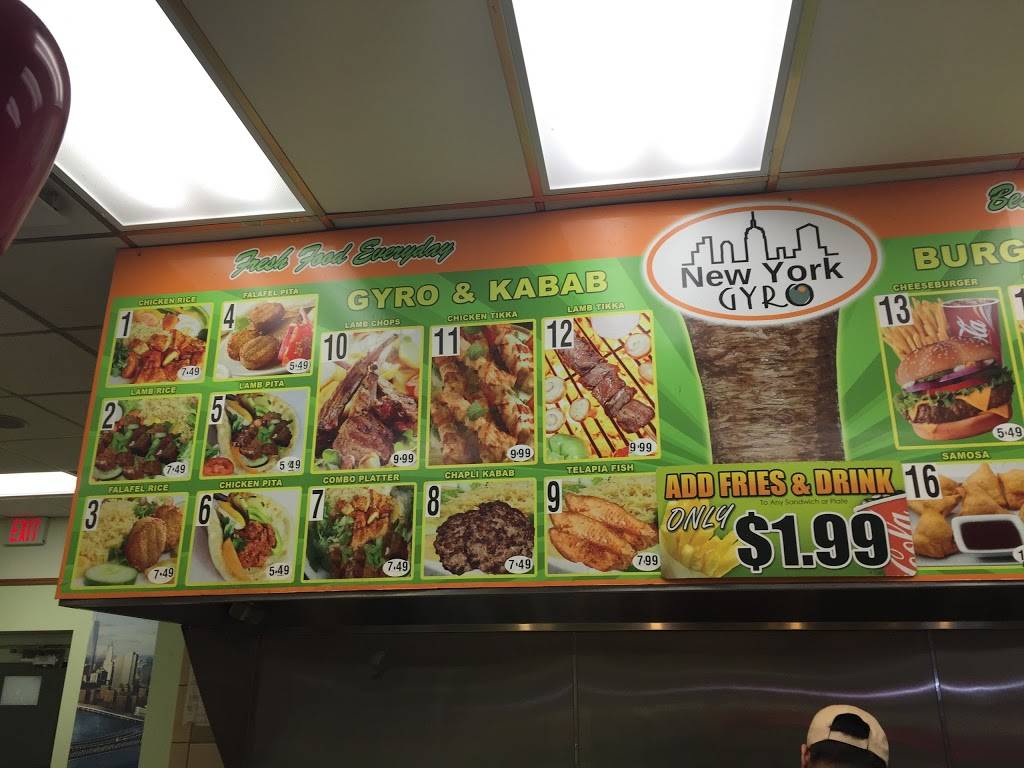 Fresh Food Everyday
GYRO & KABAB
New York
GYRO
BURG
CHICKEN RICE
1
7.49
FALAFEL PITA
4
5.49
LAMB RICE
2
7.49
LAMB PITA
5
5.49
FALAFEL RICE
3
7.49
CHICKEN PITA
6
5.49
LAMB CHOPS
10
9.99
CHICKEN TIKKA
11
9.99
LAMB TIKKA
12
9.99
COMBO PLATTER
7
7.49
CHAPLI KABAB
8
7.49
TELAPIA FISH
9
7.99
ADD FRIES & DRINK
To Any Sandwich or Plate
ONLY
$1.99
CHEESEBURGER
13
5.49
SAMOSA
16
EXIT